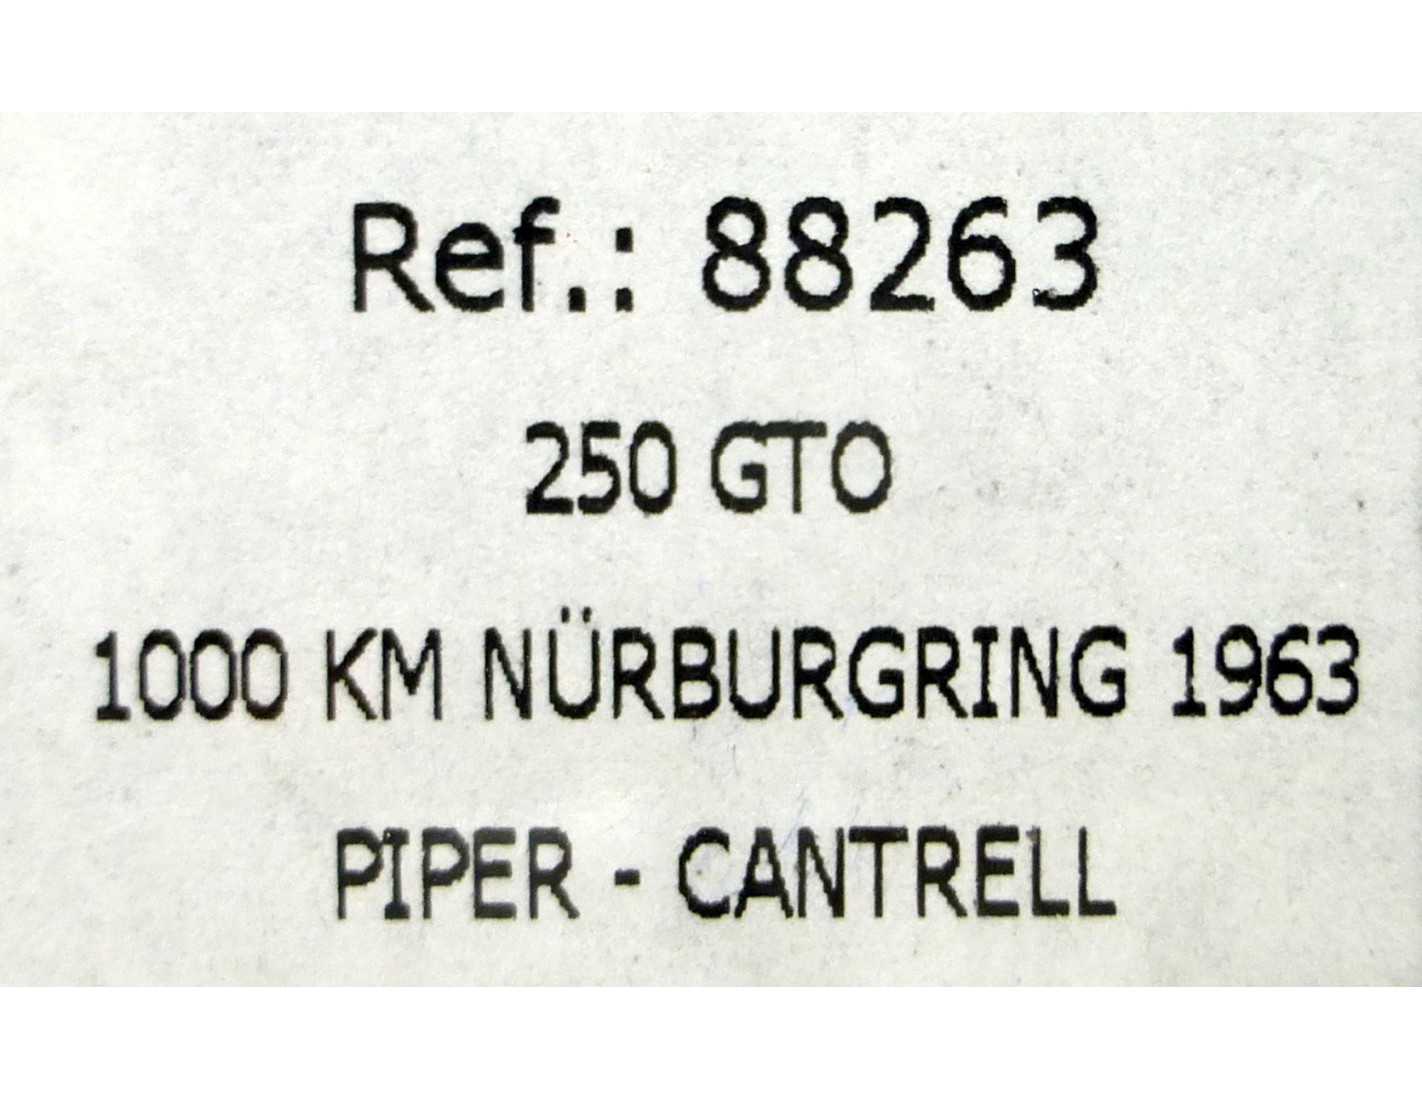 Ref.: 88263
250 GTO
1000 KM NÜRBURGRING 1963
PIPER - CANTRELL